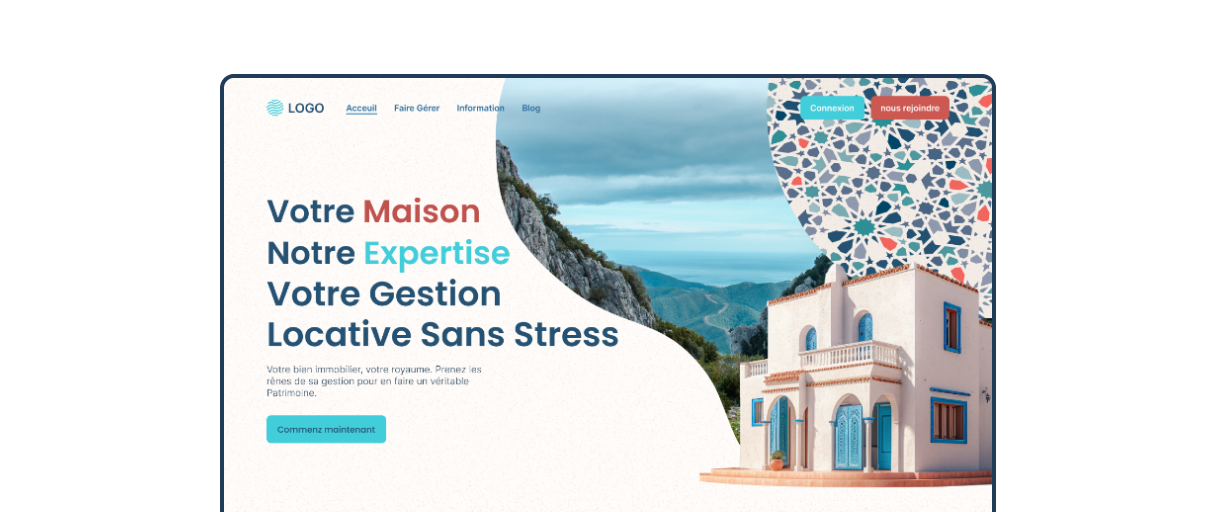 LOGO Acceuil Faire Gérer Information Blog Connexion nous rejoindre
Votre Maison
Notre Expertise
Votre Gestion
Locative Sans Stress
Votre bien immobilier, votre royaume. Prenez les
rênes de sa gestion pour en faire un véritable
Patrimoine.
Commenz maintenant